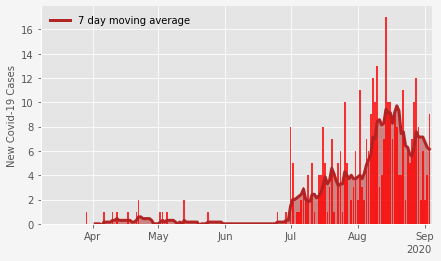 7 day moving average
New Covid-19 Cases
16
14
12
10
8
6
4
2
0
Apr
May
Jun
Jul
Aug
Sep
2020